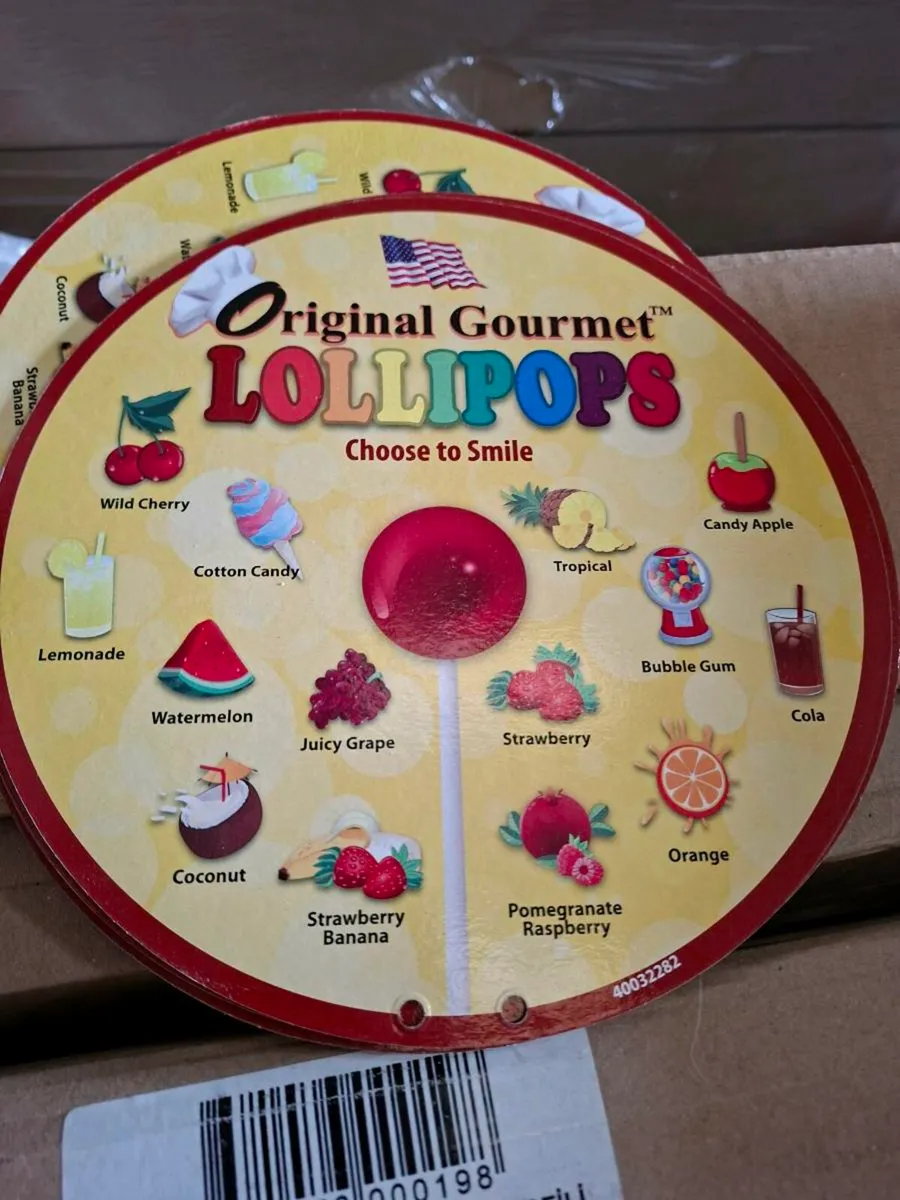 Lemonade
Wild
Coconut
Banana
Original Gourmet™
LOLLIPOPS
Choose to Smile
Wild Cherry
Candy Apple
Cotton Candy
Tropical
Lemonade
Bubble Gum
Watermelon
Cola
Juicy Grape
Strawberry
Coconut
Orange
Strawberry
Banana
Pomegranate
Raspberry
40032282
000198